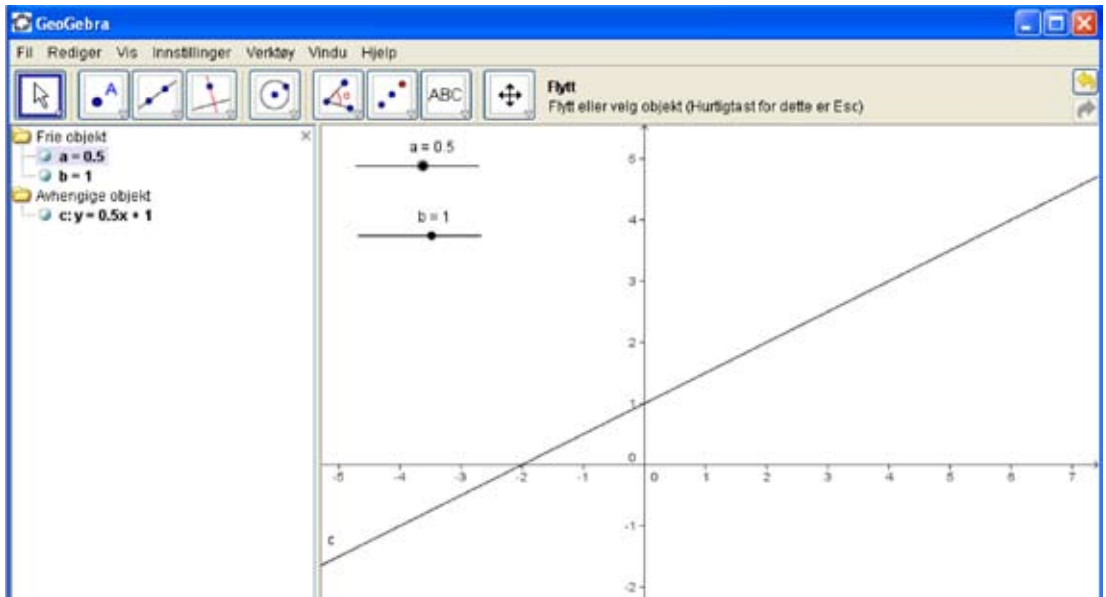 GeoGebra
Fil Rediger Vis Innstillinger Verktøy Vindu Hjelp
A
α
ABC
Flytt
Flytt eller velg objekt (Hurtigtast for dette er Esc)
Frie objekt
a = 0.5
b = 1
Avhengige objekt
c: y = 0.5x + 1
a = 0.5
b = 1
5
4
3
2
1
0
-5 -4 -3 -2 -1 0 1 2 3 4 5 6 7
c
-1
-2